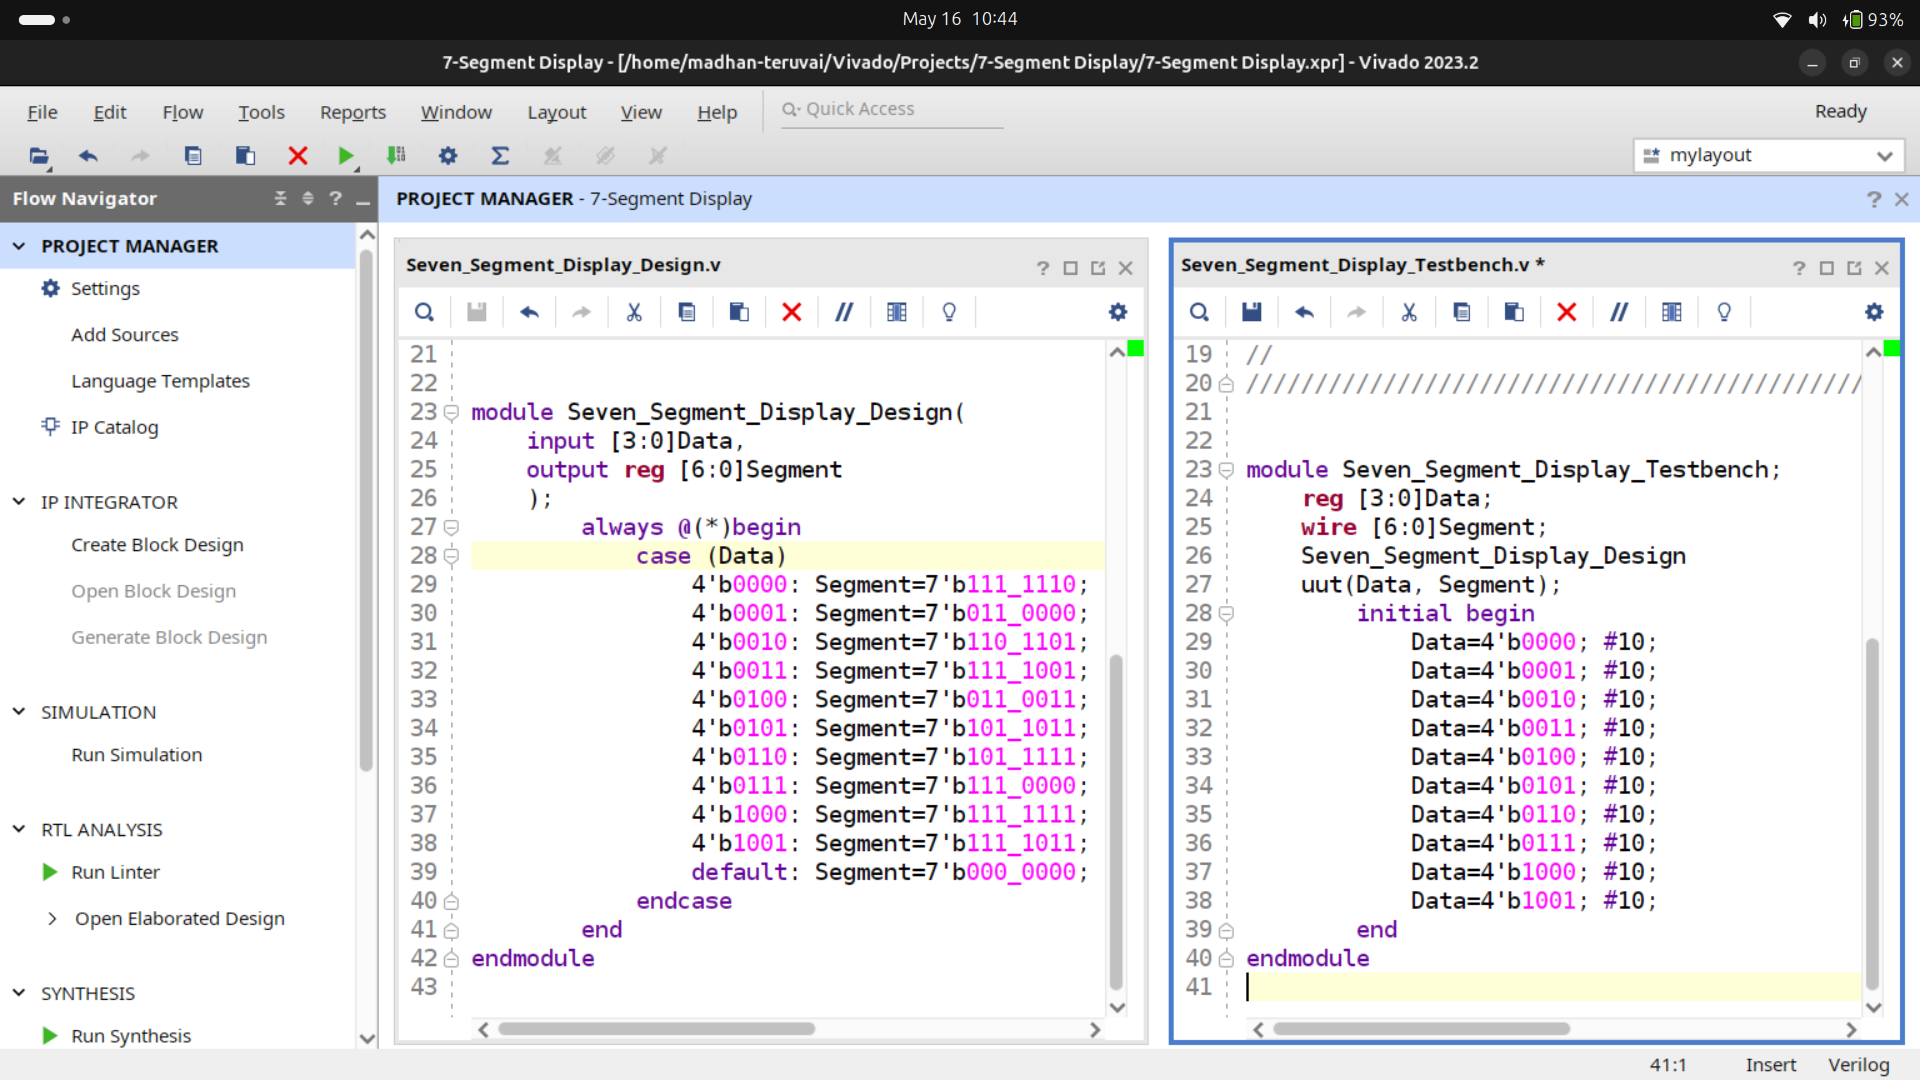 May 16 10:44
93%
7-Segment Display - [/home/madhan-teruvai/Vivado/Projects/7-Segment Display/7-Segment Display.xpr] - Vivado 2023.2
File Edit Flow Tools Reports Window Layout View Help Quick Access Ready
mylayout
Flow Navigator
PROJECT MANAGER - 7-Segment Display
PROJECT MANAGER
Settings
Add Sources
Language Templates
IP Catalog
IP INTEGRATOR
Create Block Design
Open Block Design
Generate Block Design
SIMULATION
Run Simulation
RTL ANALYSIS
Run Linter
Open Elaborated Design
SYNTHESIS
Run Synthesis
Seven_Segment_Display_Design.v
21
22
23 module Seven_Segment_Display_Design(
24 input [3:0]Data,
25 output reg [6:0]Segment
26 );
27 always @(*)begin
28 case (Data)
29 4'b0000: Segment=7'b111_1110;
30 4'b0001: Segment=7'b011_0000;
31 4'b0010: Segment=7'b110_1101;
32 4'b0011: Segment=7'b111_1001;
33 4'b0100: Segment=7'b011_0011;
34 4'b0101: Segment=7'b101_1011;
35 4'b0110: Segment=7'b101_1111;
36 4'b0111: Segment=7'b111_0000;
37 4'b1000: Segment=7'b111_1111;
38 4'b1001: Segment=7'b111_1011;
39 default: Segment=7'b000_0000;
40 endcase
41 end
42 endmodule
43
Seven_Segment_Display_Testbench.v *
19 //
20 /////////////////////////////////////////////
21
22
23 module Seven_Segment_Display_Testbench;
24 reg [3:0]Data;
25 wire [6:0]Segment;
26 Seven_Segment_Display_Design
27 uut(Data, Segment);
28 initial begin
29 Data=4'b0000; #10;
30 Data=4'b0001; #10;
31 Data=4'b0010; #10;
32 Data=4'b0011; #10;
33 Data=4'b0100; #10;
34 Data=4'b0101; #10;
35 Data=4'b0110; #10;
36 Data=4'b0111; #10;
37 Data=4'b1000; #10;
38 Data=4'b1001; #10;
39 end
40 endmodule
41
41:1 Insert Verilog